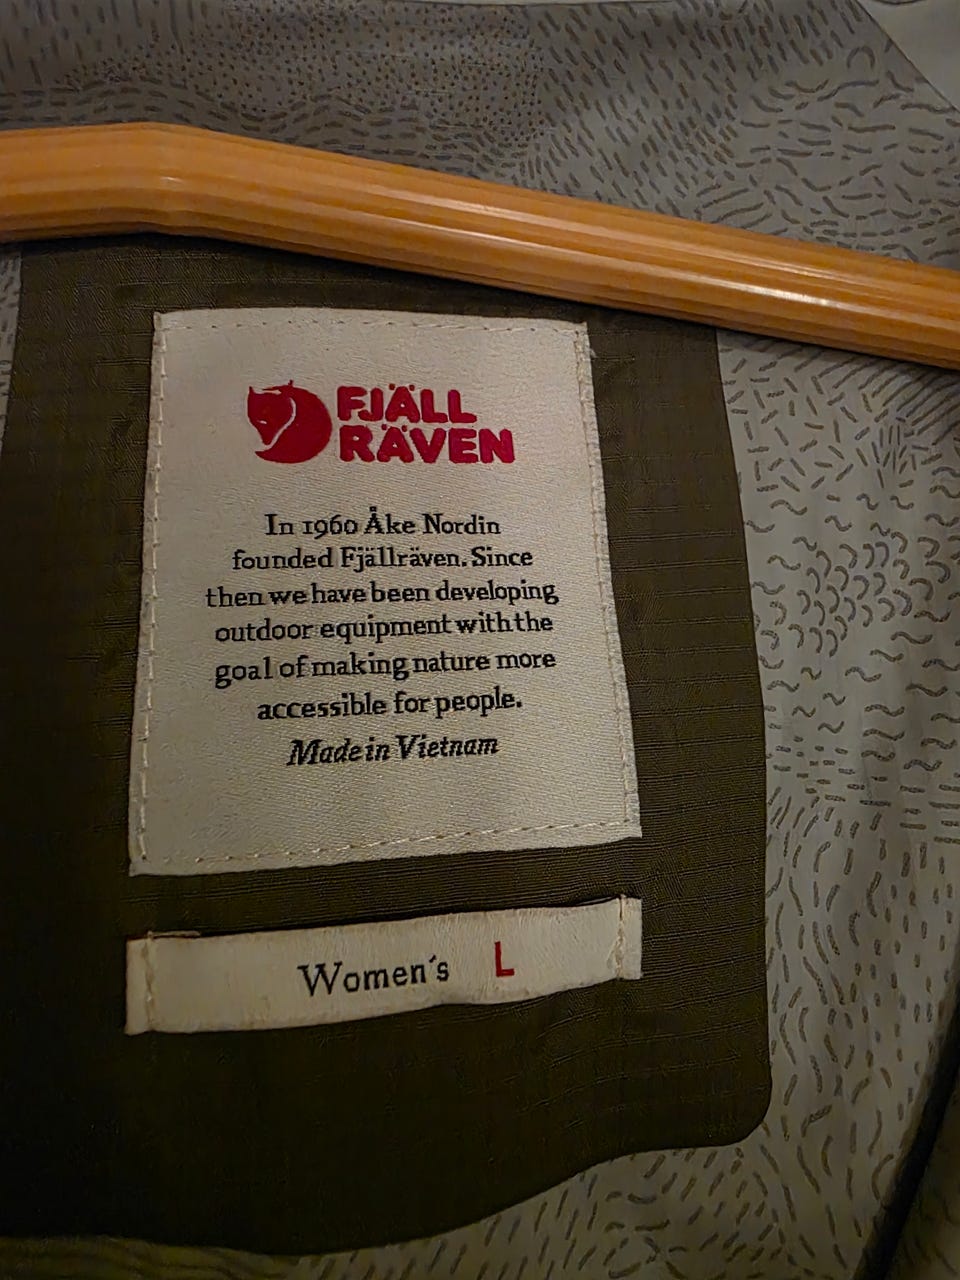 FJÄLL
RÄVEN
In 1960 Åke Nordin
founded Fjällräven. Since
then we have been developing
outdoor equipment with the
goal of making nature more
accessible for people.
Made in Vietnam
Women´s L